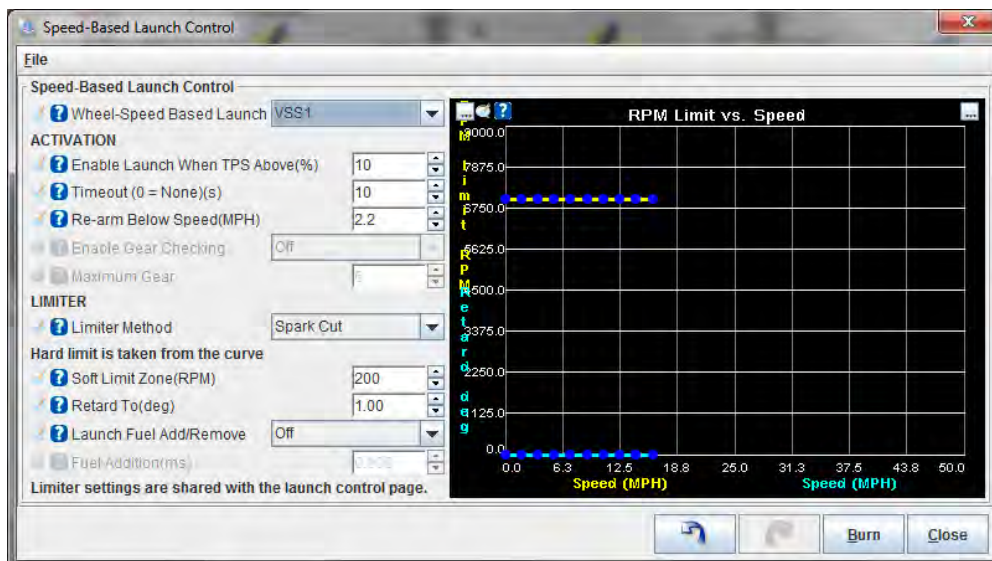 Speed-Based Launch Control
File
Speed-Based Launch Control
Wheel-Speed Based Launch VSS1
ACTIVATION
Enable Launch When TPS Above(%) 10
Timeout (0 = None)(s) 10
Re-arm Below Speed(MPH) 2.2
Enable Gear Checking Off
Maximum Gear
LIMITER
Limiter Method Spark Cut
Hard limit is taken from the curve
Soft Limit Zone(RPM) 200
Retard To(deg) 1.00
Launch Fuel Add/Remove Off
Fuel Addition(ms)
Limiter settings are shared with the launch control page.
RPM Limit vs. Speed
RPM Limit RPM
Retard deg
9000.0
7875.0
6750.0
5625.0
4500.0
3375.0
2250.0
1125.0
0.0
0.0 6.3 12.5 18.8 25.0 31.3 37.5 43.8 50.0
Speed (MPH) Speed (MPH)
Burn Close